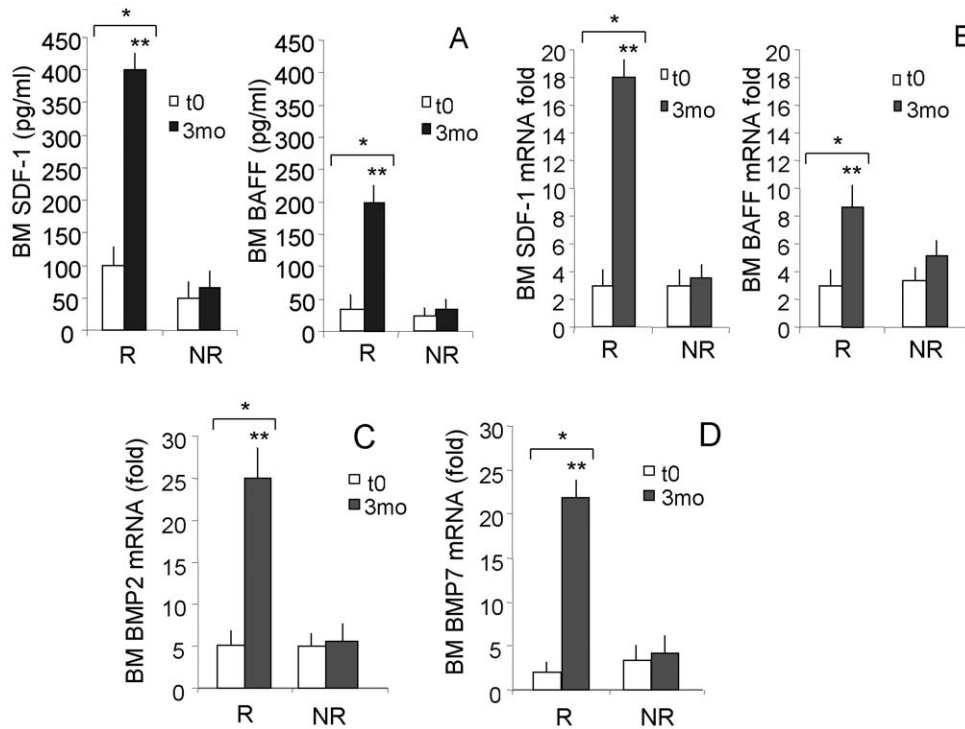 A
*
**
450
400
350
300
250
200
150
100
50
0
BM SDF-1 (pg/ml)
t0
3mo
R
NR
*
**
450
400
350
300
250
200
150
100
50
0
BM BAFF (pg/ml)
t0
3mo
R
NR
B
*
**
20
18
16
14
12
10
8
6
4
2
0
BM SDF-1 mRNA fold
t0
3mo
R
NR
*
**
20
18
16
14
12
10
8
6
4
2
0
BM BAFF mRNA fold
t0
3mo
R
NR
C
*
**
30
25
20
15
10
5
0
BM BMP2 mRNA (fold)
t0
3mo
R
NR
D
*
**
30
25
20
15
10
5
0
BM BMP7 mRNA (fold)
t0
3mo
R
NR